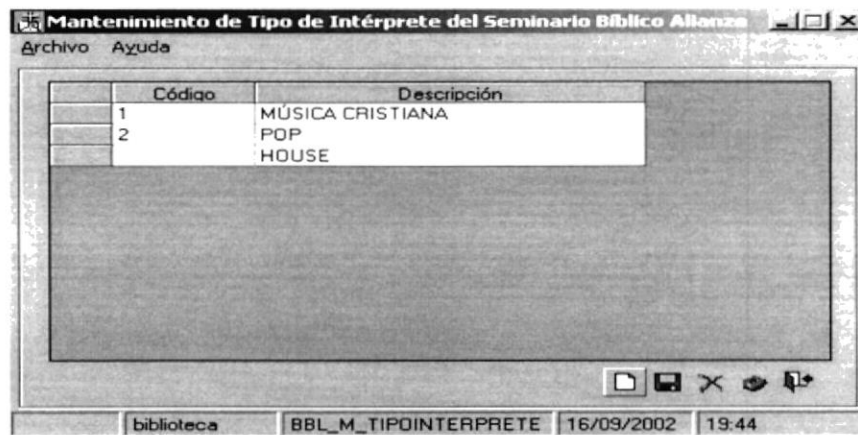 Mantenimiento de Tipo de Intérprete del Seminario Bíblico Alianza
Archivo Ayuda
Código Descripción
1 MÚSICA CRISTIANA
2 POP
HOUSE
biblioteca BBL_M_TIPOINTERPRETE 16/09/2002 19:44